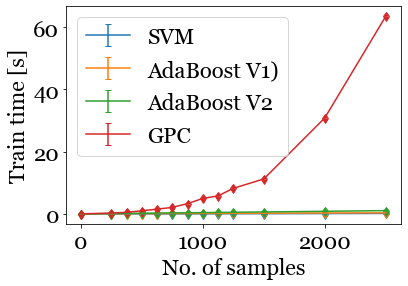 Train time [s]
60
40
20
0
SVM
AdaBoost V1)
AdaBoost V2
GPC
0 1000 2000
No. of samples